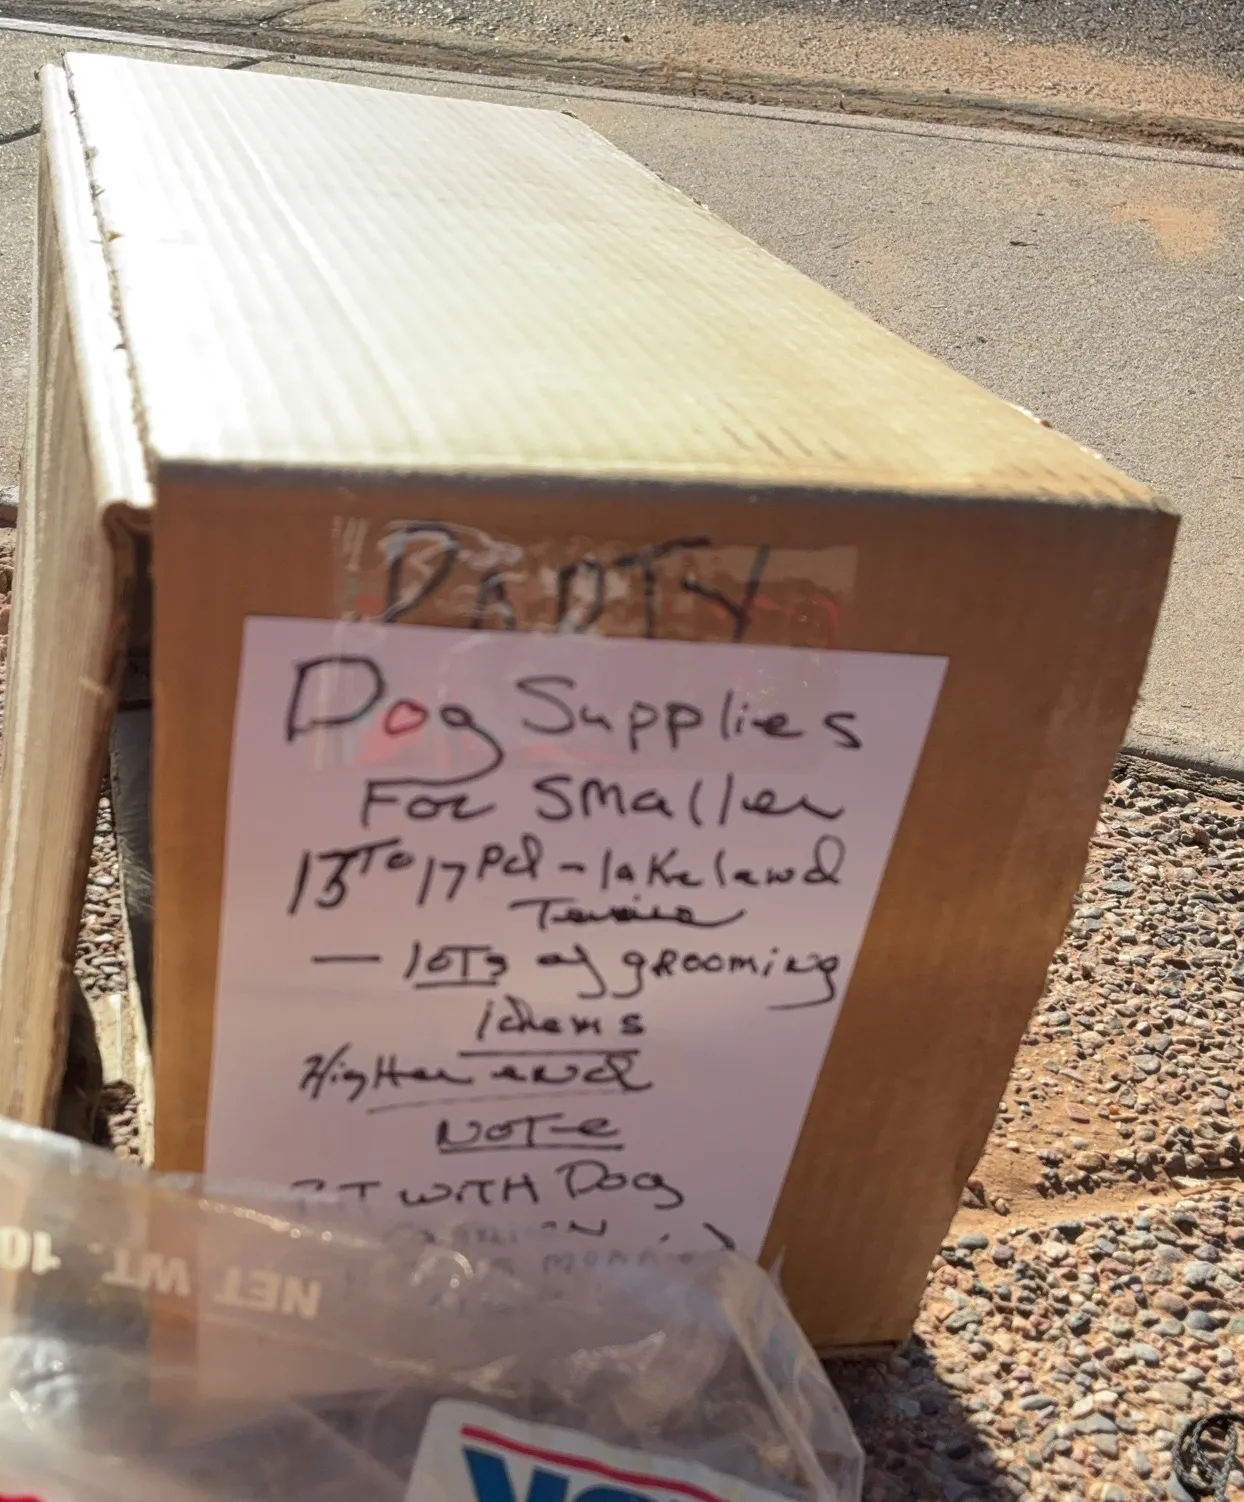 PARTY
Dog Supplies
For Smaller
13 To 17 Pd - lakeland
Terrier
— lots of grooming
idems
Higher end
NOTE
WITH Dog
NET WT. 10